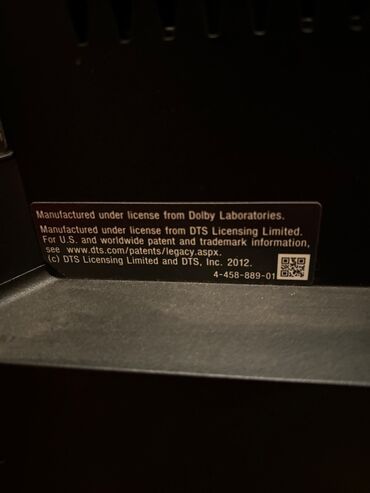 Manufactured under license from Dolby Laboratories.
Manufactured under license from DTS Licensing Limited.
For U.S. and worldwide patent and trademark information,
see www.dts.com/patents/legacy.aspx.
(c) DTS Licensing Limited and DTS, Inc. 2012.
4-458-889-01